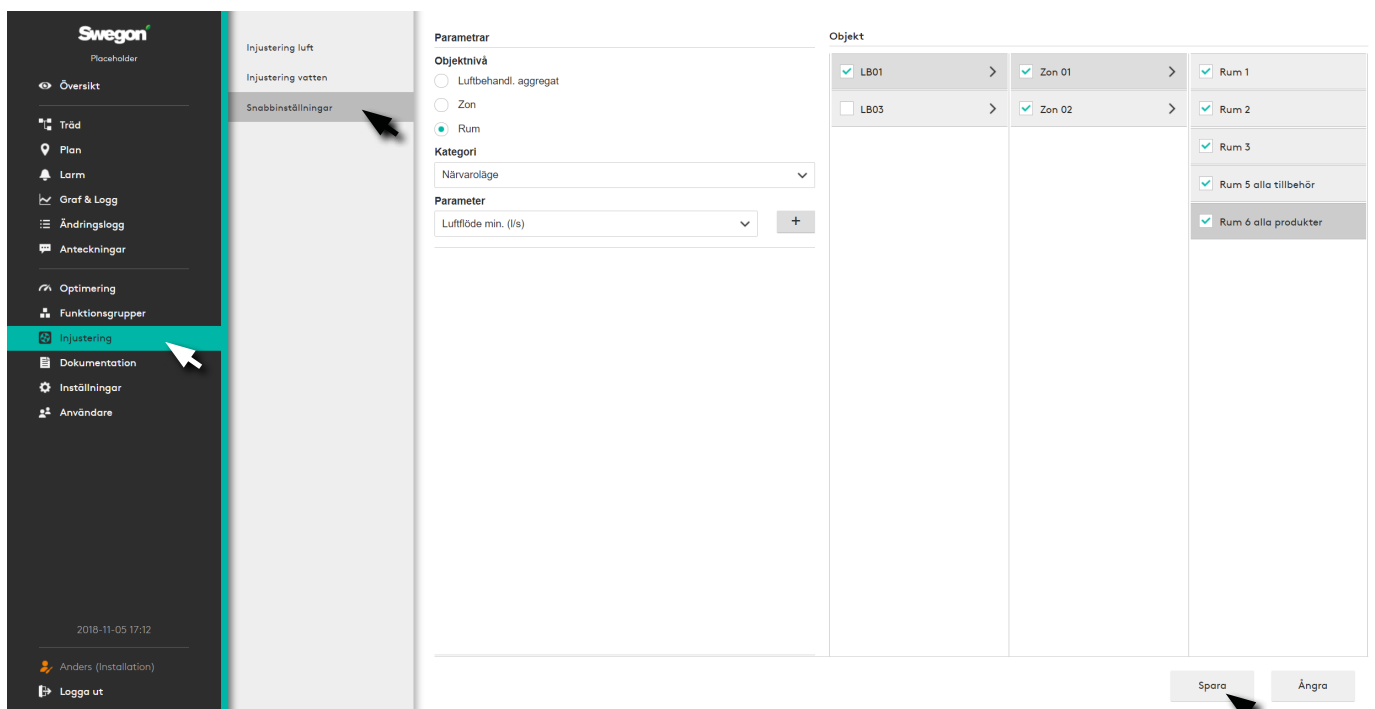 Swegon
Placeholder
Översikt
Träd
Plan
Larm
Graf & Logg
Ändringslogg
Anteckningar
Optimering
Funktionsgrupper
Injustering
Dokumentation
Inställningar
Användare
2018-11-05 17:12
Anders (Installation)
Logga ut
Injustering luft
Injustering vatten
Snabbinställningar
Parametrar
Objektnivå
Luftbehandl. aggregat
Zon
Rum
Kategori
Närvaroläge
Parameter
Luftflöde min. (l/s)
+
Objekt
LB01
LB03
Zon 01
Zon 02
Rum 1
Rum 2
Rum 3
Rum 5 alla tillbehör
Rum 6 alla produkter
Spara
Ångra